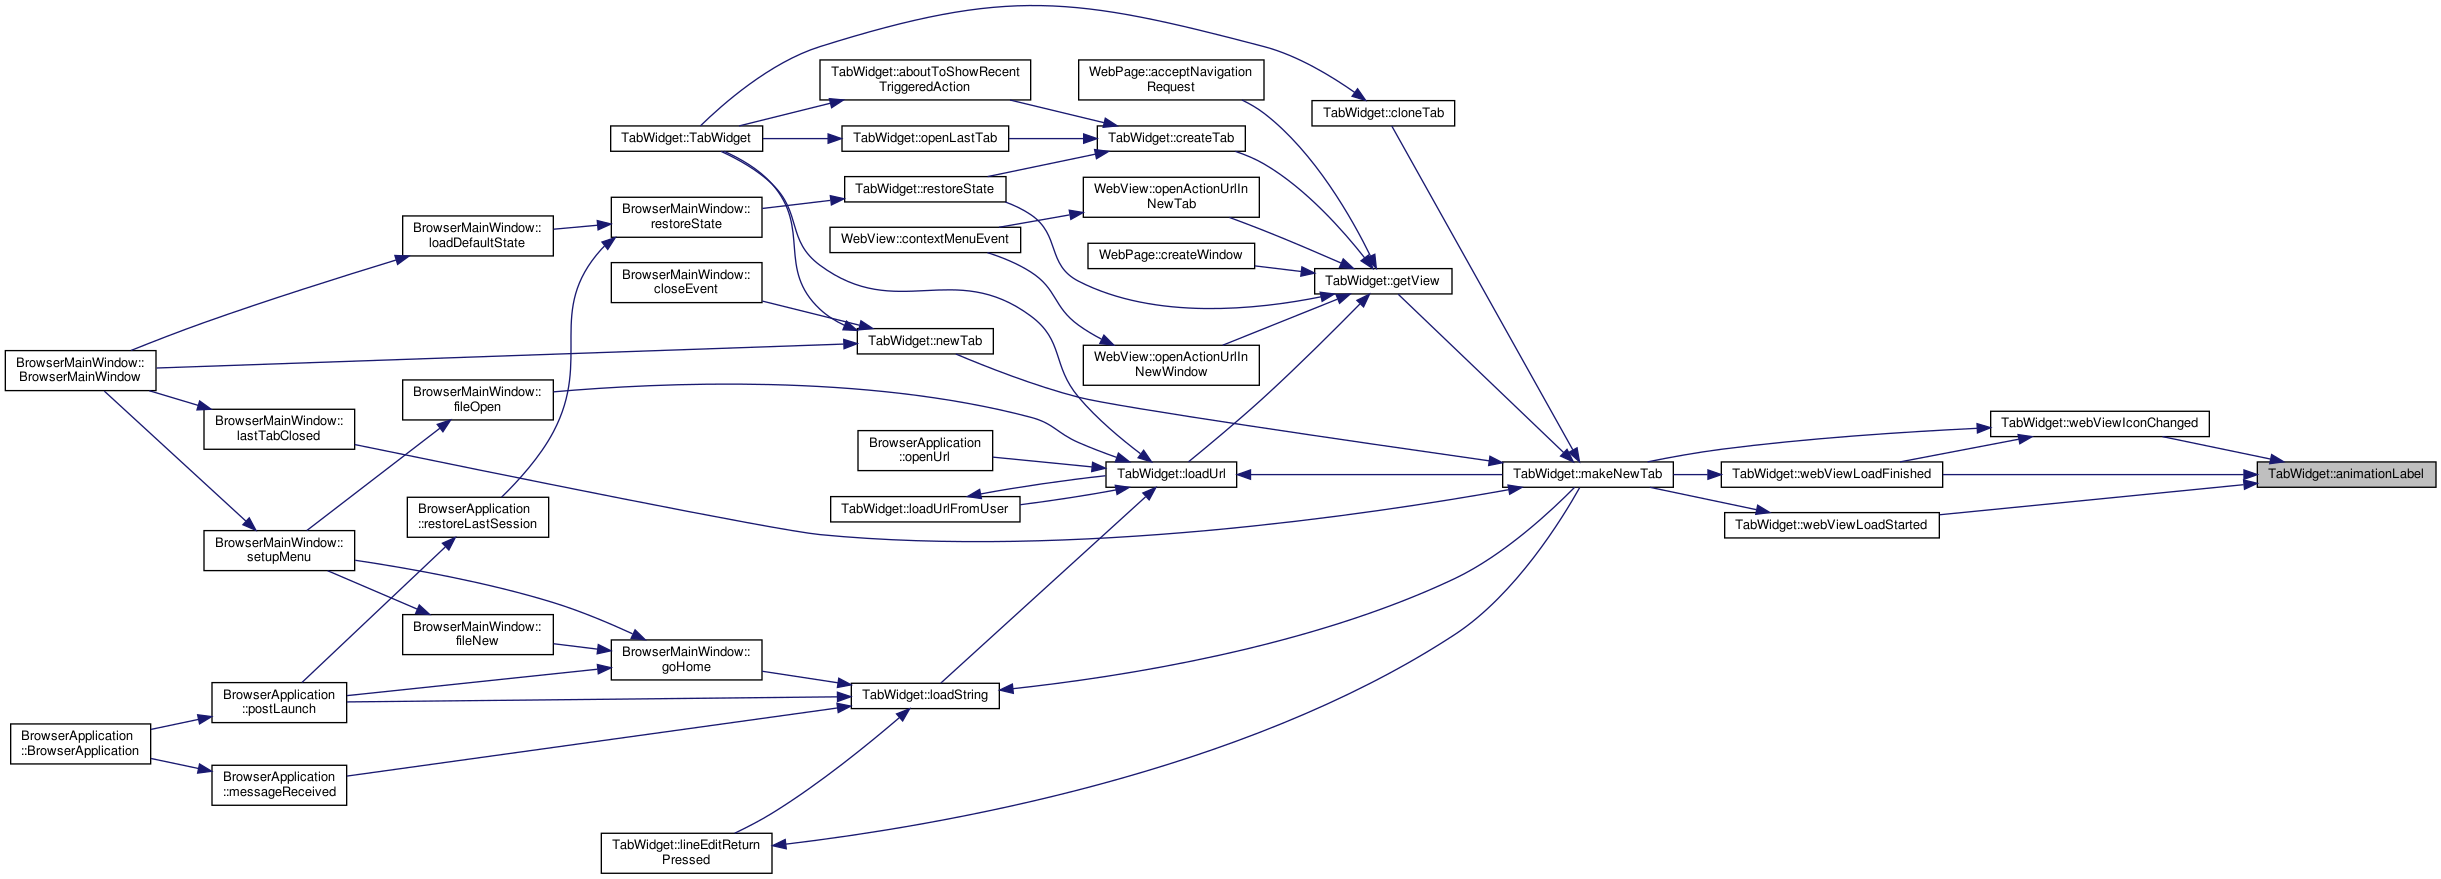 TabWidget::aboutToShowRecent
TriggeredAction
WebPage::acceptNavigation
Request
TabWidget::cloneTab
TabWidget::TabWidget
TabWidget::openLastTab
TabWidget::createTab
TabWidget::restoreState
WebView::openActionUrlIn
NewTab
BrowserMainWindow::
restoreState
BrowserMainWindow::
loadDefaultState
WebView::contextMenuEvent
WebPage::createWindow
BrowserMainWindow::
closeEvent
TabWidget::getView
TabWidget::newTab
BrowserMainWindow::
BrowserMainWindow
WebView::openActionUrlIn
NewWindow
BrowserMainWindow::
fileOpen
BrowserMainWindow::
lastTabClosed
TabWidget::webViewIconChanged
BrowserApplication
::openUrl
TabWidget::loadUrl
TabWidget::makeNewTab
TabWidget::webViewLoadFinished
TabWidget::animationLabel
TabWidget::loadUrlFromUser
BrowserApplication
::restoreLastSession
TabWidget::webViewLoadStarted
BrowserMainWindow::
setupMenu
BrowserMainWindow::
fileNew
BrowserMainWindow::
goHome
BrowserApplication
::postLaunch
TabWidget::loadString
BrowserApplication
::BrowserApplication
BrowserApplication
::messageReceived
TabWidget::lineEditReturn
Pressed